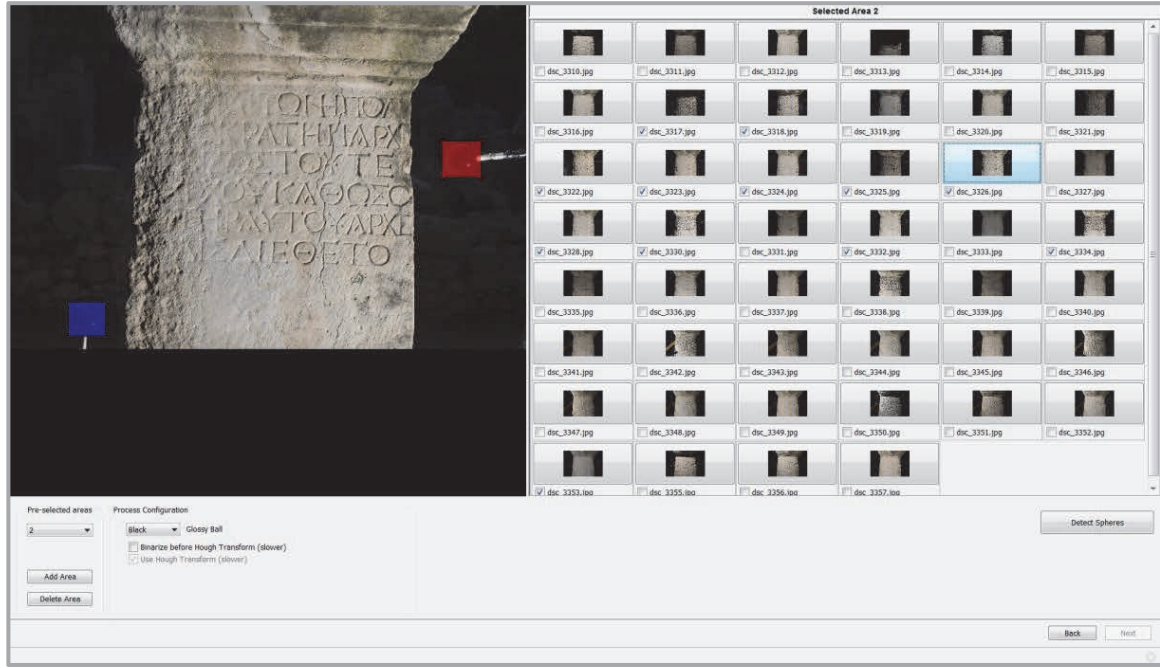 Selected Area 2
ΤΟΥΤΕ
ΚΑΘΩΣΟ
ΑΥΤΟΥΑΡΧΕ
ΔΙΕΘΕΤΟ
dsc_3310.jpg dsc_3311.jpg dsc_3312.jpg dsc_3313.jpg dsc_3314.jpg dsc_3315.jpg
dsc_3316.jpg dsc_3317.jpg dsc_3318.jpg dsc_3319.jpg dsc_3320.jpg dsc_3321.jpg
dsc_3322.jpg dsc_3323.jpg dsc_3324.jpg dsc_3325.jpg dsc_3326.jpg dsc_3327.jpg
dsc_3328.jpg dsc_3330.jpg dsc_3331.jpg dsc_3332.jpg dsc_3333.jpg dsc_3334.jpg
dsc_3335.jpg dsc_3336.jpg dsc_3337.jpg dsc_3338.jpg dsc_3339.jpg dsc_3340.jpg
dsc_3341.jpg dsc_3342.jpg dsc_3343.jpg dsc_3344.jpg dsc_3345.jpg dsc_3346.jpg
dsc_3347.jpg dsc_3348.jpg dsc_3349.jpg dsc_3350.jpg dsc_3351.jpg dsc_3352.jpg
dsc_3353.jpg dsc_3355.jpg dsc_3356.jpg dsc_3357.jpg
Pre-selected areas
2
Add Area
Delete Area
Process Configuration
Black Glossy Ball
Binarize before Hough Transform (slower)
Use Hough Transform (slower)
Detect Spheres
Back Next